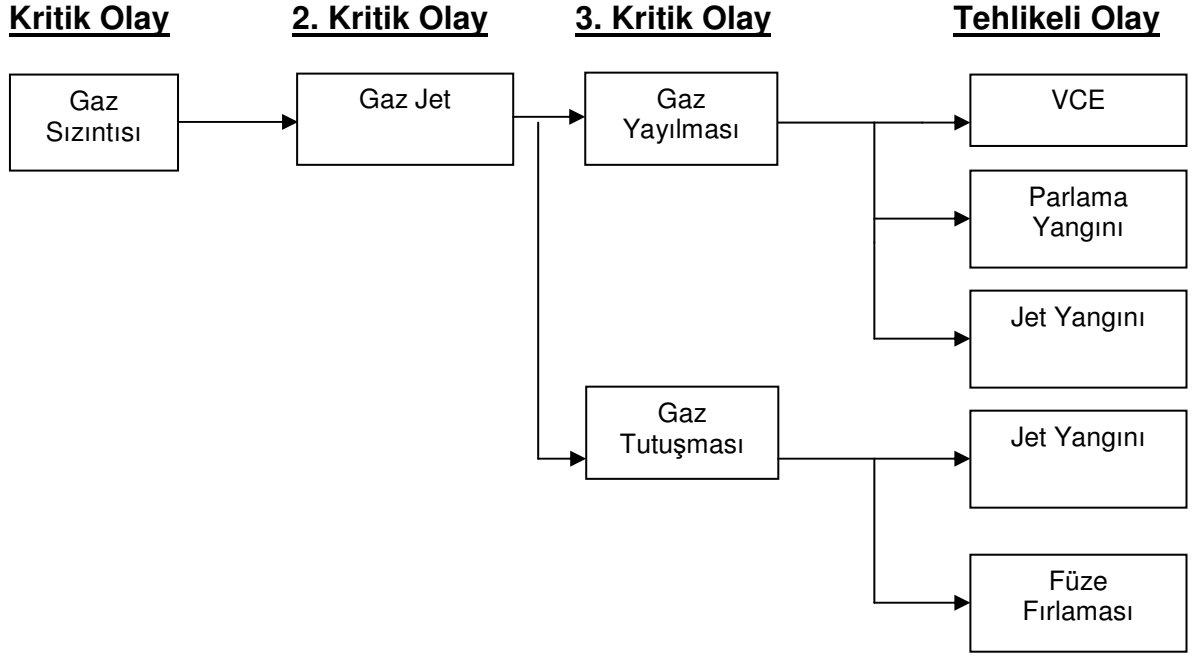 Kritik Olay
2. Kritik Olay
3. Kritik Olay
Tehlikeli Olay
Gaz
Sızıntısı
Gaz Jet
Gaz
Yayılması
VCE
Parlama
Yangını
Jet Yangını
Gaz
Tutuşması
Jet Yangını
Füze
Fırlaması